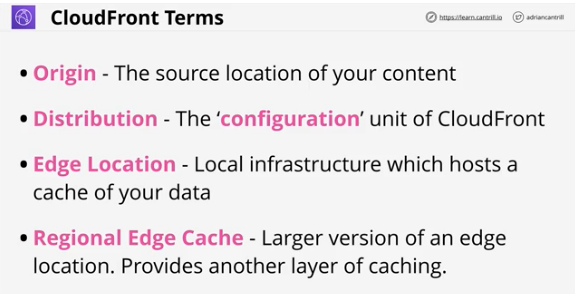 CloudFront Terms
https://learn.cantrill.io
adriancantrill
• Origin - The source location of your content
• Distribution - The ‘configuration’ unit of CloudFront
• Edge Location - Local infrastructure which hosts a
cache of your data
• Regional Edge Cache - Larger version of an edge
location. Provides another layer of caching.